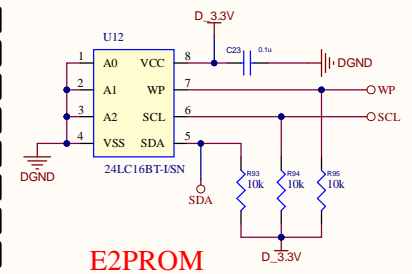 D_3.3V
U12
C23 0.1u
1 A0 VCC 8
DGND
2 A1 WP 7
WP
3 A2 SCL 6
SCL
4 VSS SDA 5
DGND
24LC16BT-I/SN
R93 10k
R94 10k
R95 10k
SDA
D_3.3V
E2PROM